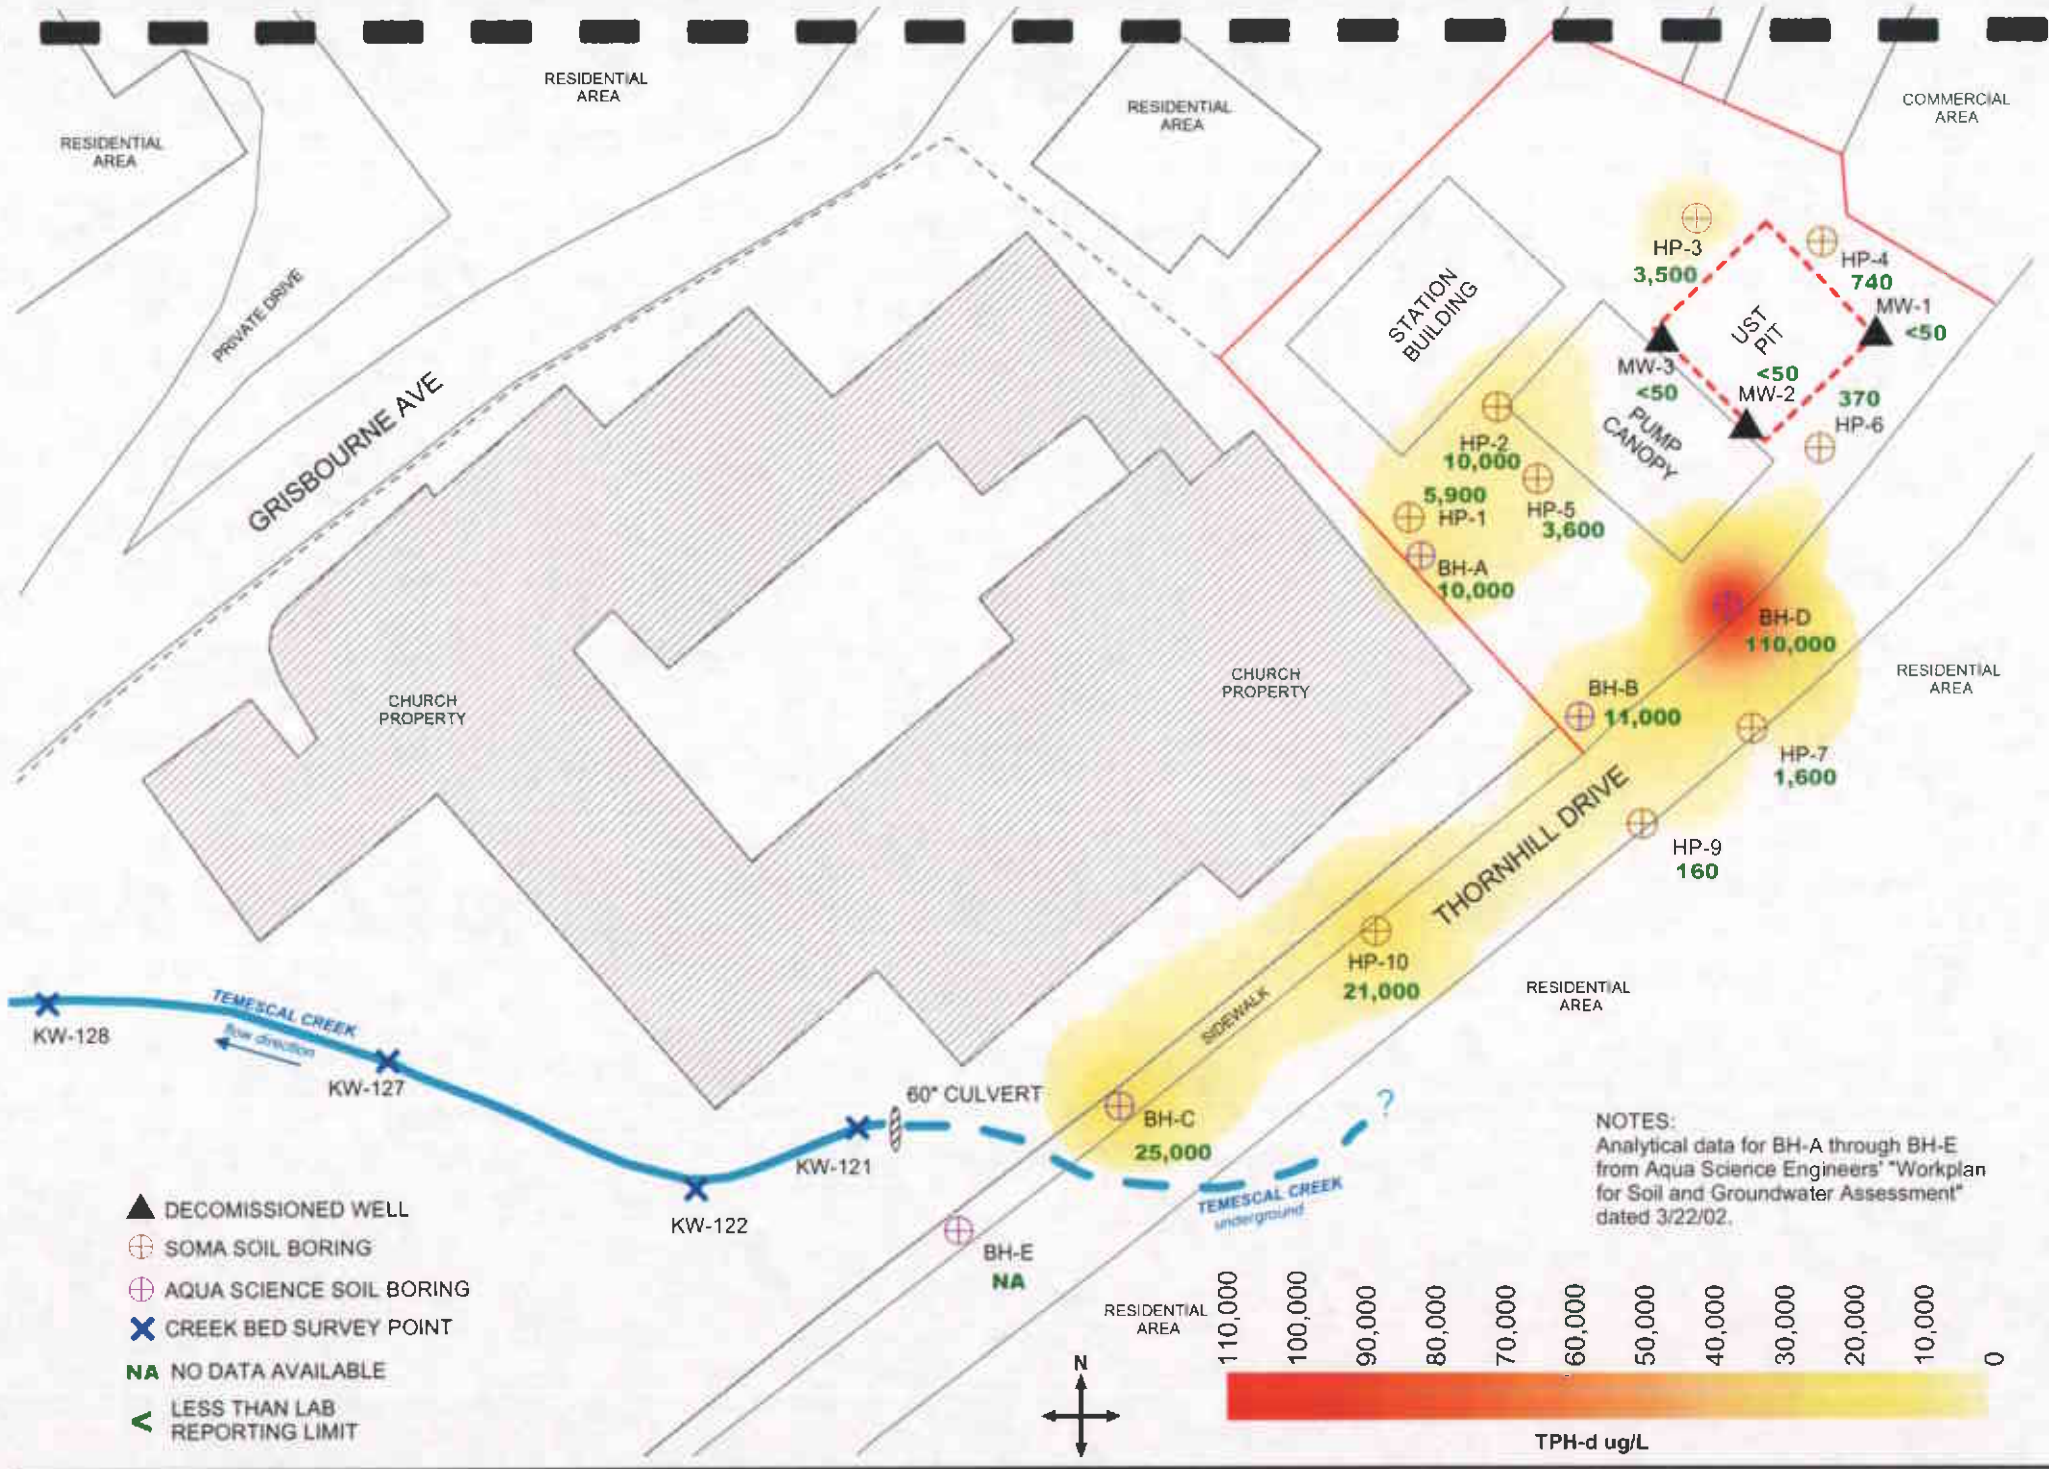 RESIDENTIAL
AREA
RESIDENTIAL
AREA
RESIDENTIAL
AREA
COMMERCIAL
AREA
PRIVATE DRIVE
GRISBOURNE AVE
STATION
BUILDING
HP-3
3,500
HP-4
740
MW-1
<50
UST
PIT
MW-3
<50
<50
MW-2
370
HP-6
PUMP
CANOPY
HP-2
10,000
5,900
HP-1
HP-5
3,600
BH-A
10,000
BH-D
110,000
RESIDENTIAL
AREA
CHURCH
PROPERTY
CHURCH
PROPERTY
BH-B
11,000
HP-7
1,600
THORNHILL DRIVE
HP-9
160
HP-10
21,000
RESIDENTIAL
AREA
SIDEWALK
TEMESCAL CREEK
flow direction
KW-128
KW-127
60" CULVERT
BH-C
25,000
?
KW-121
KW-122
TEMESCAL CREEK
underground
BH-E
NA
RESIDENTIAL
AREA
NOTES:
Analytical data for BH-A through BH-E
from Aqua Science Engineers' "Workplan
for Soil and Groundwater Assessment"
dated 3/22/02.
DECOMISSIONED WELL
SOMA SOIL BORING
AQUA SCIENCE SOIL BORING
CREEK BED SURVEY POINT
NA NO DATA AVAILABLE
< LESS THAN LAB
REPORTING LIMIT
N
110,000
100,000
90,000
80,000
70,000
60,000
50,000
40,000
30,000
20,000
10,000
0
TPH-d ug/L